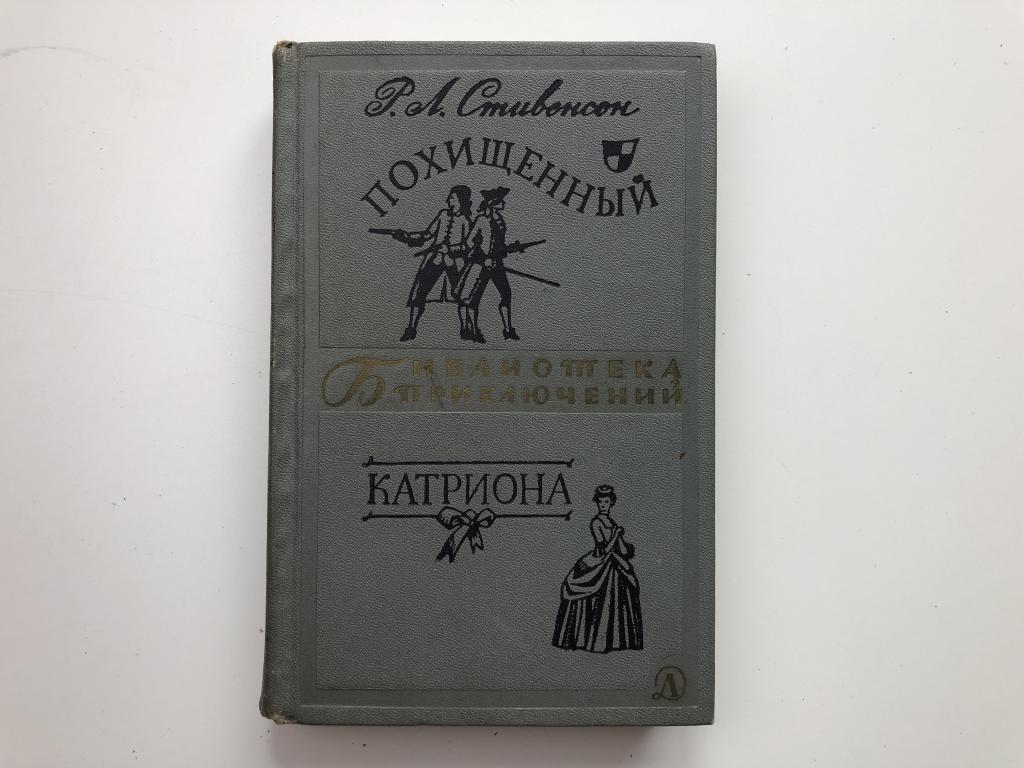 Р. Л. Стивенсон
ПОХИЩЕННЫЙ
БИБЛИОТЕКА
ПРИКЛЮЧЕНИЙ
КАТРИОНА
Д